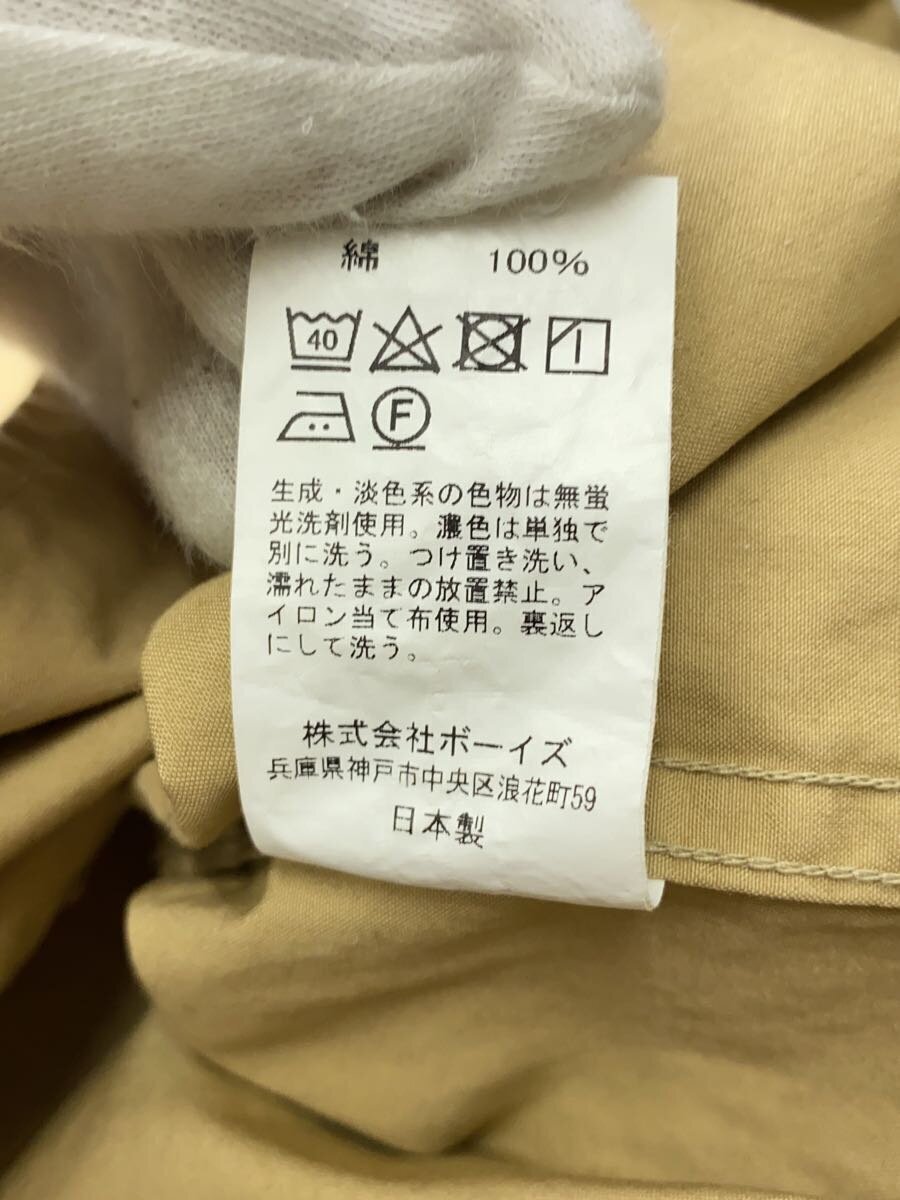 綿 100%
40
F
生成・淡色系の色物は無蛍
光洗剤使用。濃色は単独で
別に洗う。つけ置き洗い、
濡れたままの放置禁止。ア
イロン当て布使用。裏返し
にして洗う。
株式会社ボーイズ
兵庫県神戸市中央区浪花町59
日本製